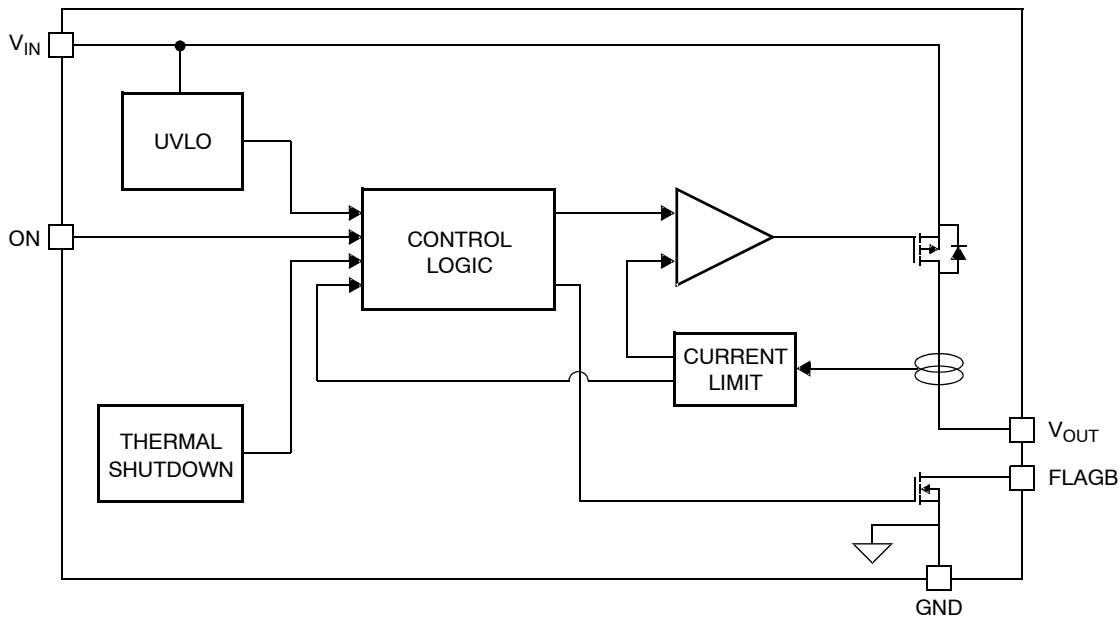 VIN
UVLO
ON
CONTROL
LOGIC
CURRENT
LIMIT
THERMAL
SHUTDOWN
VOUT
FLAGB
GND